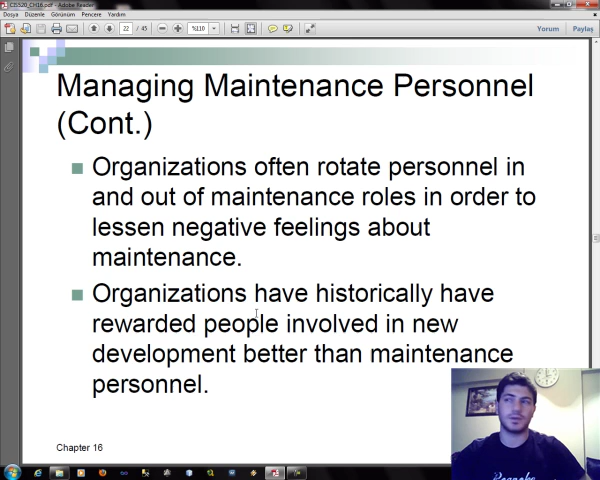 CIS520_CH16.pdf - Adobe Reader
Dosya Düzenle Görünüm Pencere Yardım
22 / 45 %110 Yorum Paylaş
Managing Maintenance Personnel
(Cont.)
Organizations often rotate personnel in
and out of maintenance roles in order to
lessen negative feelings about
maintenance.
Organizations have historically have
rewarded people involved in new
development better than maintenance
personnel.
Chapter 16